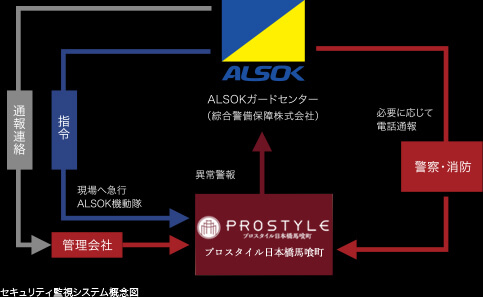 ALSOK
ALSOKガードセンター
（綜合警備保障株式会社）
通報連絡
指令
必要に応じて
電話通報
警察・消防
異常警報
現場へ急行
ALSOK機動隊
管理会社
PROSTYLE
プロスタイル日本橋馬喰町
プロスタイル日本橋馬喰町
セキュリティ監視システム概念図